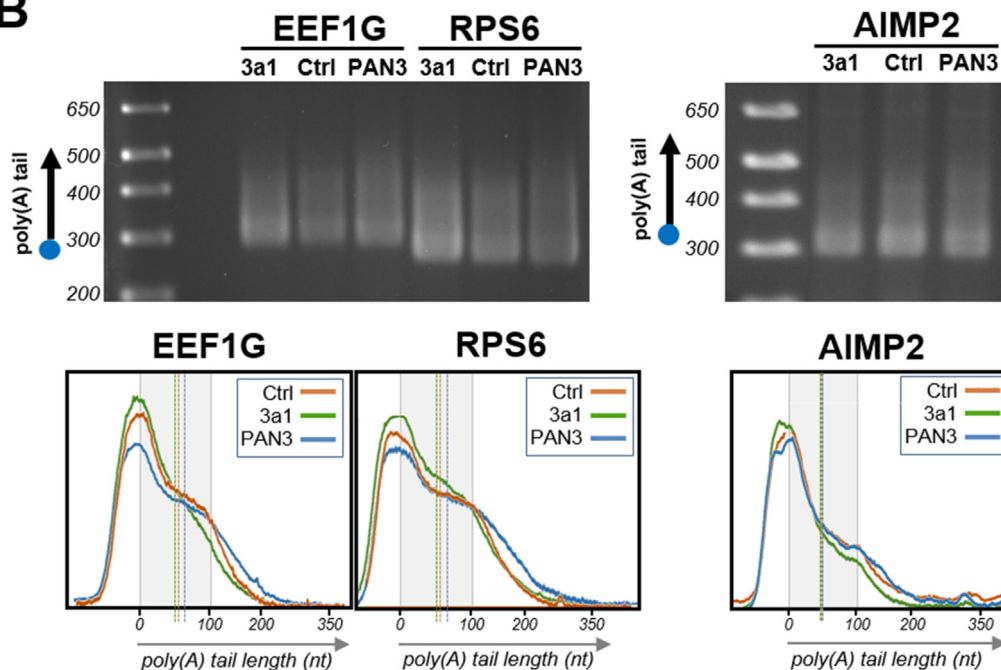 B
EEF1G RPS6
3a1 Ctrl PAN3 3a1 Ctrl PAN3
650
500
400
300
200
poly(A) tail
AIMP2
3a1 Ctrl PAN3
650
500
400
300
poly(A) tail
EEF1G
Ctrl
3a1
PAN3
0 100 200 350
poly(A) tail length (nt)
RPS6
Ctrl
3a1
PAN3
0 100 200 350
poly(A) tail length (nt)
AIMP2
Ctrl
3a1
PAN3
0 100 200 350
poly(A) tail length (nt)